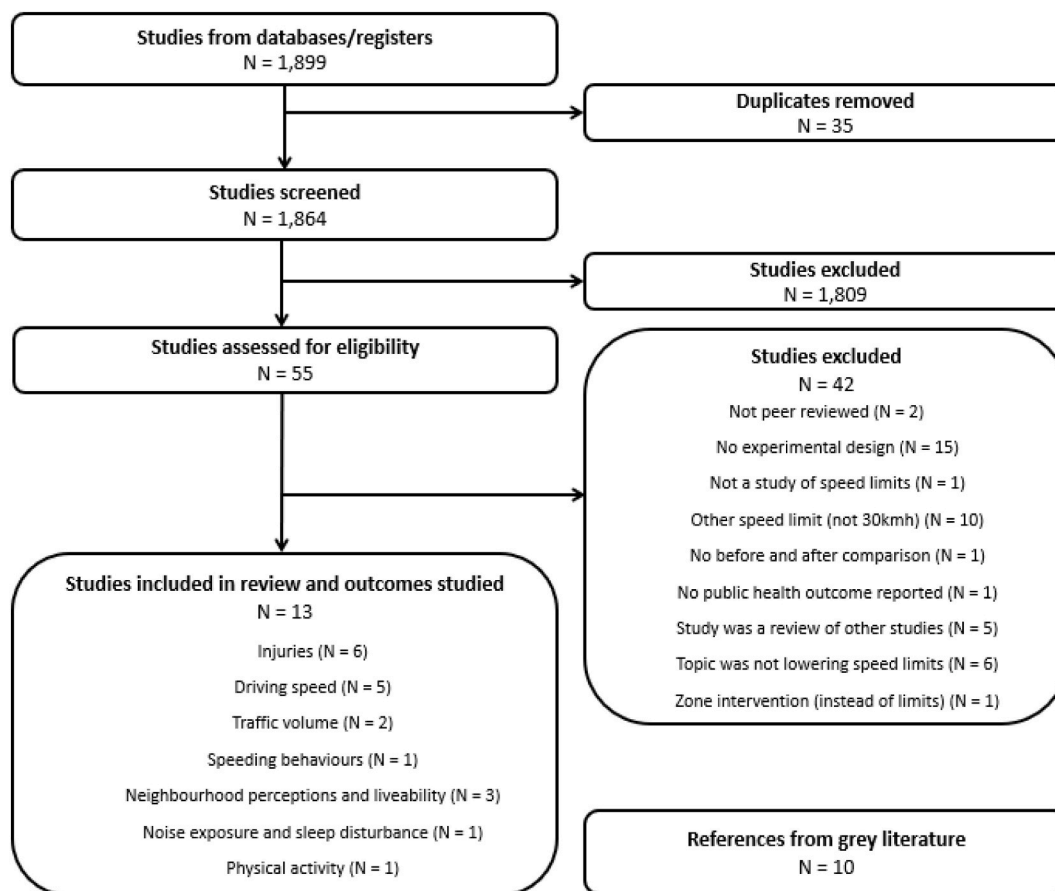 Studies from databases/registers
N = 1,899
Duplicates removed
N = 35
Studies screened
N = 1,864
Studies excluded
N = 1,809
Studies assessed for eligibility
N = 55
Studies excluded
N = 42
Not peer reviewed (N = 2)
No experimental design (N = 15)
Not a study of speed limits (N = 1)
Other speed limit (not 30kmh) (N = 10)
No before and after comparison (N = 1)
No public health outcome reported (N = 1)
Study was a review of other studies (N = 5)
Topic was not lowering speed limits (N = 6)
Zone intervention (instead of limits) (N = 1)
Studies included in review and outcomes studied
N = 13
Injuries (N = 6)
Driving speed (N = 5)
Traffic volume (N = 2)
Speeding behaviours (N = 1)
Neighbourhood perceptions and liveability (N = 3)
Noise exposure and sleep disturbance (N = 1)
Physical activity (N = 1)
References from grey literature
N = 10